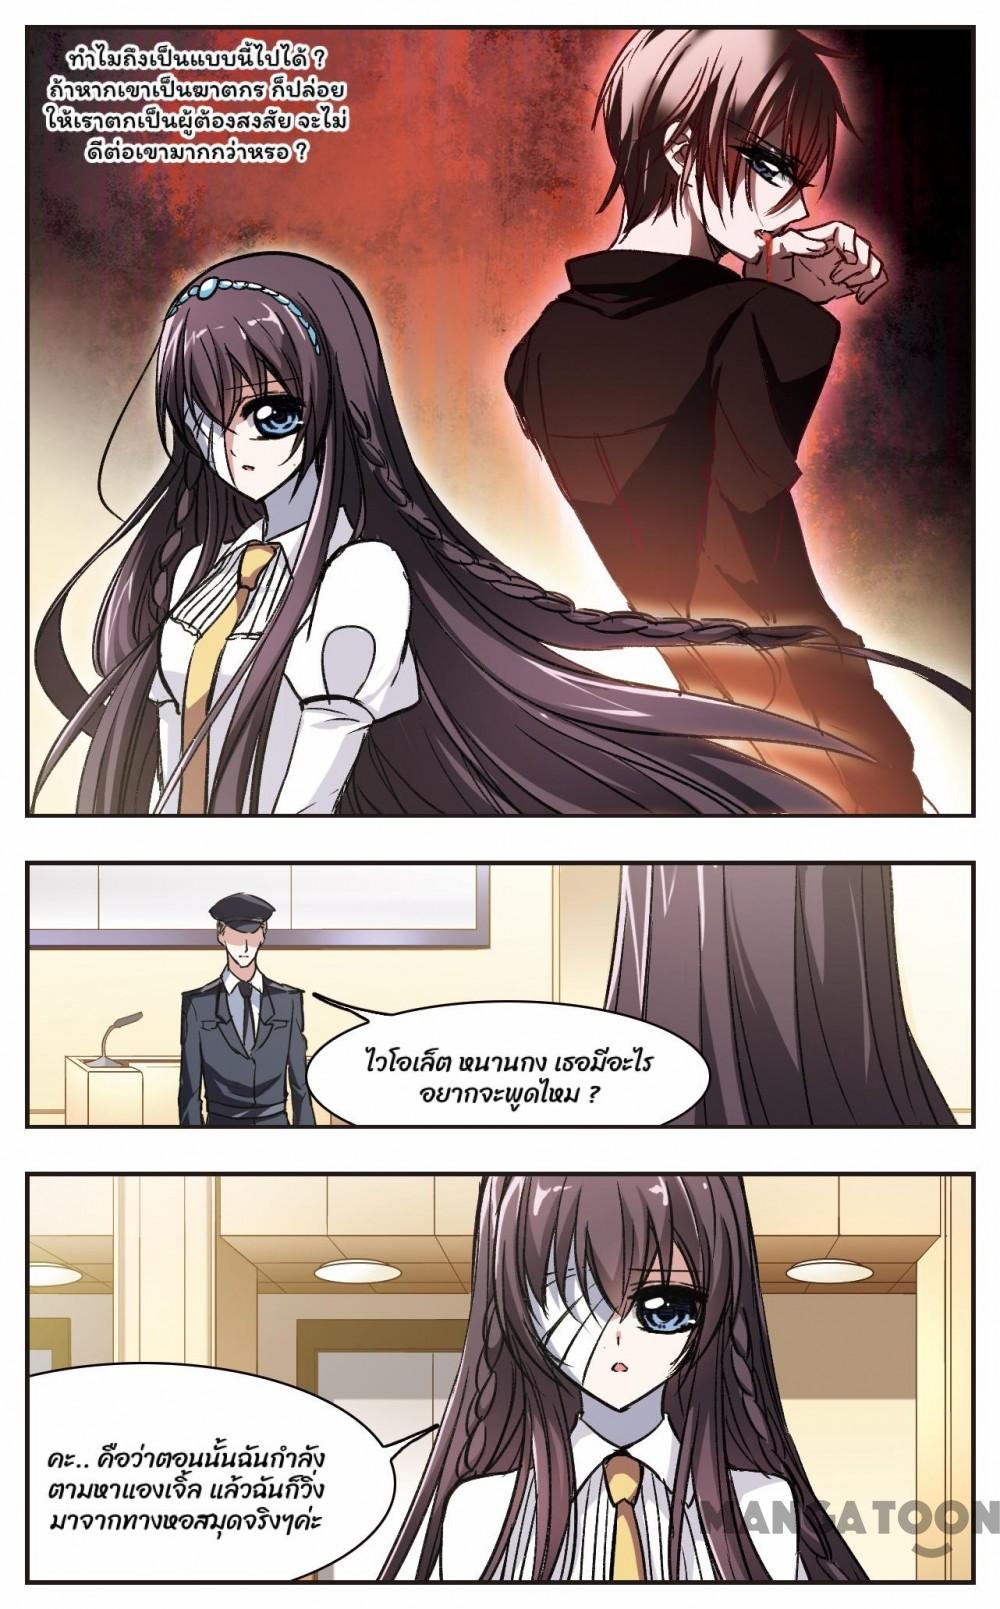 ทำไมถึงเป็นแบบนี้ไปได้ ?
ถ้าหากเขาเป็นฆาตกร ก็ปล่อย
ให้เราตกเป็นผู้ต้องสงสัย จะไม่
ดีต่อเขามากกว่าหรอ ?
ไวโอเล็ต หนานกง เธอมีอะไร
อยากจะพูดไหม ?
คะ.. คือว่าตอนนั้นฉันกำลัง
ตามหาแองเจิ้ล แล้วฉันก็วิ่ง
มาจากทางหอสมุดจริงๆค่ะ
MANGATOON